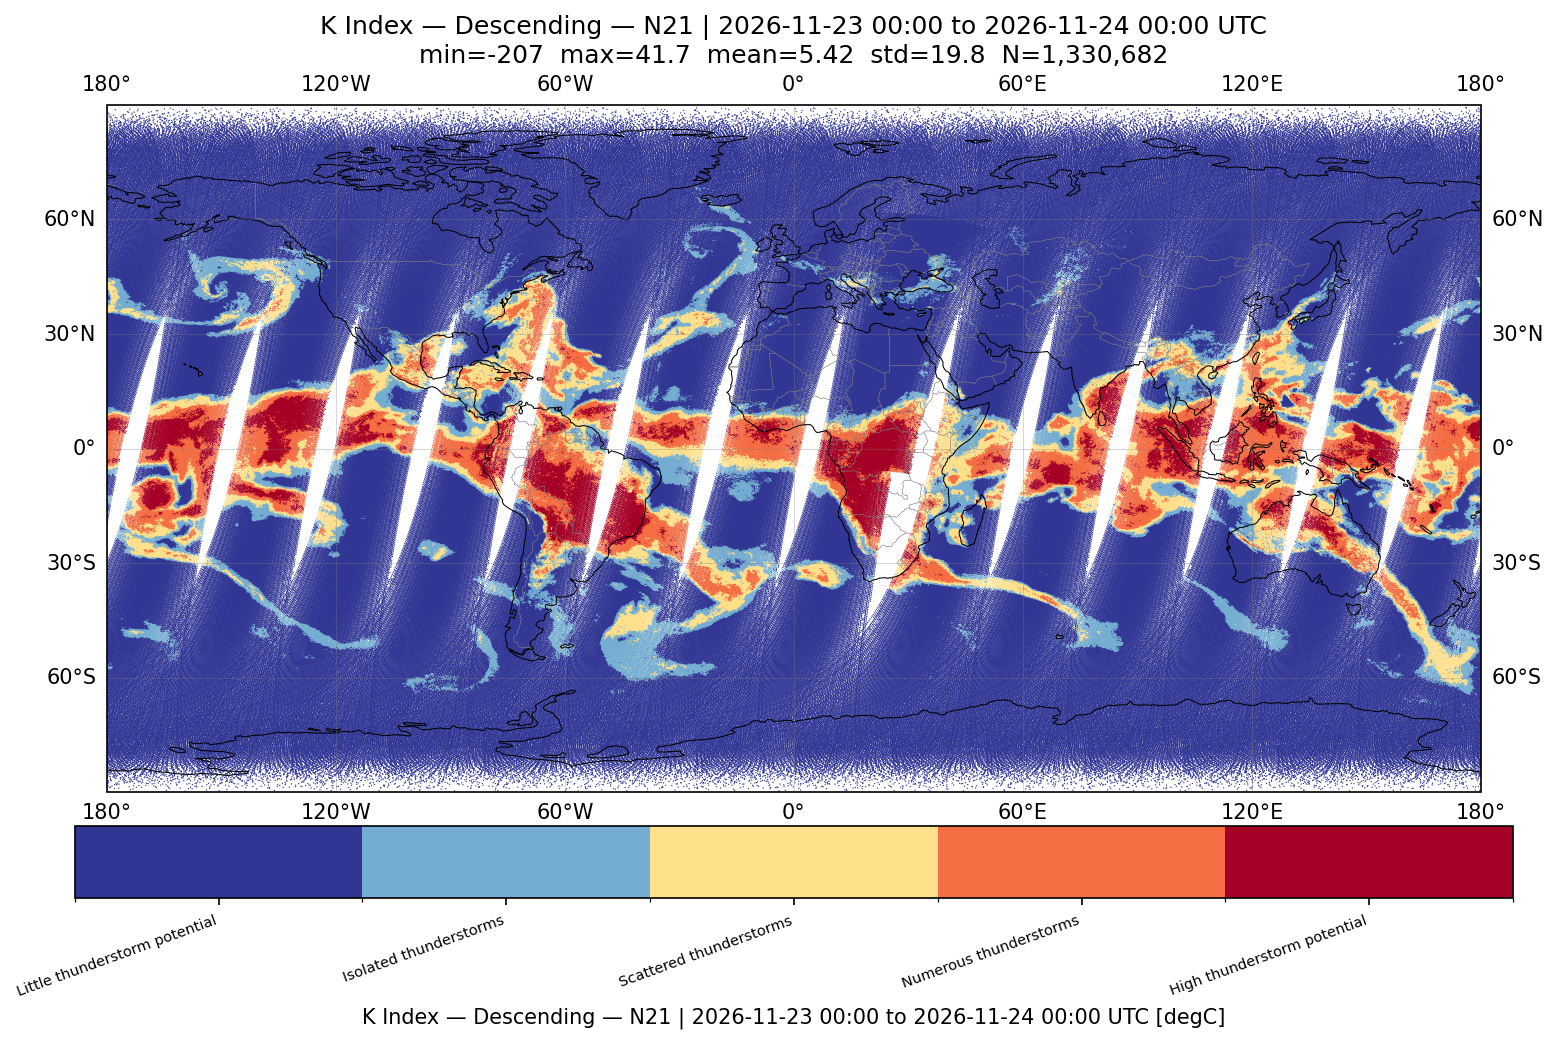 K Index — Descending — N21 | 2026-11-23 00:00 to 2026-11-24 00:00 UTC
min=-207 max=41.7 mean=5.42 std=19.8 N=1,330,682
180° 120°W 60°W 0° 60°E 120°E 180°
60°N 60°N
30°N 30°N
0° 0°
30°S 30°S
60°S 60°S
180° 120°W 60°W 0° 60°E 120°E 180°
Little thunderstorm potential
Isolated thunderstorms
Scattered thunderstorms
Numerous thunderstorms
High thunderstorm potential
K Index — Descending — N21 | 2026-11-23 00:00 to 2026-11-24 00:00 UTC [degC]